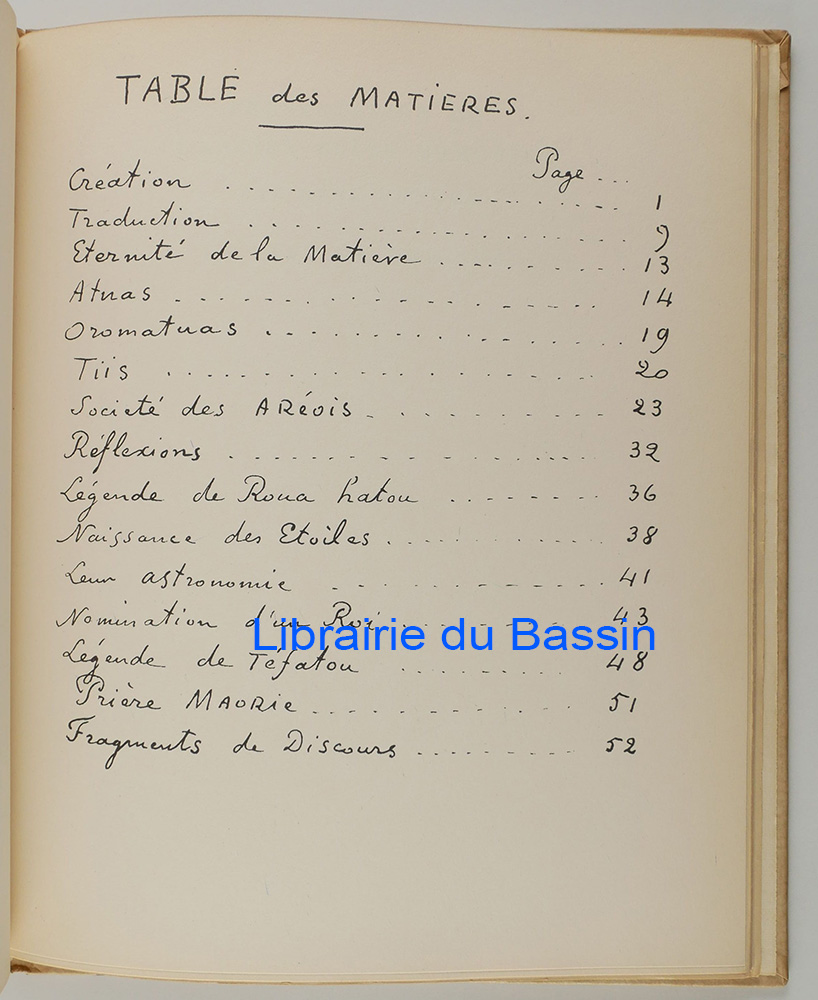 TABLE des MATIERES.
Page ...
Création . . . . . . . . . . . . . . . . 1
Traduction . . . . . . . . . . . . . . . 9
Eternité de la Matière . . . . . . . . . 13
Atuas . . . . . . . . . . . . . . . . 14
Oromatuas . . . . . . . . . . . . . . . 19
Tiis . . . . . . . . . . . . . . . . 20
Societé des ARéois . . . . . . . . . . 23
Réflexions . . . . . . . . . . . . . . 32
Légende de Roua hatou . . . . . . . 36
Naissance des Etoiles . . . . . . . . . 38
Leur astronomie . . . . . . . . . . 41
Nomination d'un Roi . . . . . . . . 43
Librairie du Bassin
Légende de Téfatou . . . . . . . . 48
Prière MAORie . . . . . . . . . . . 51
Fragments de Discours . . . . . . . . 52